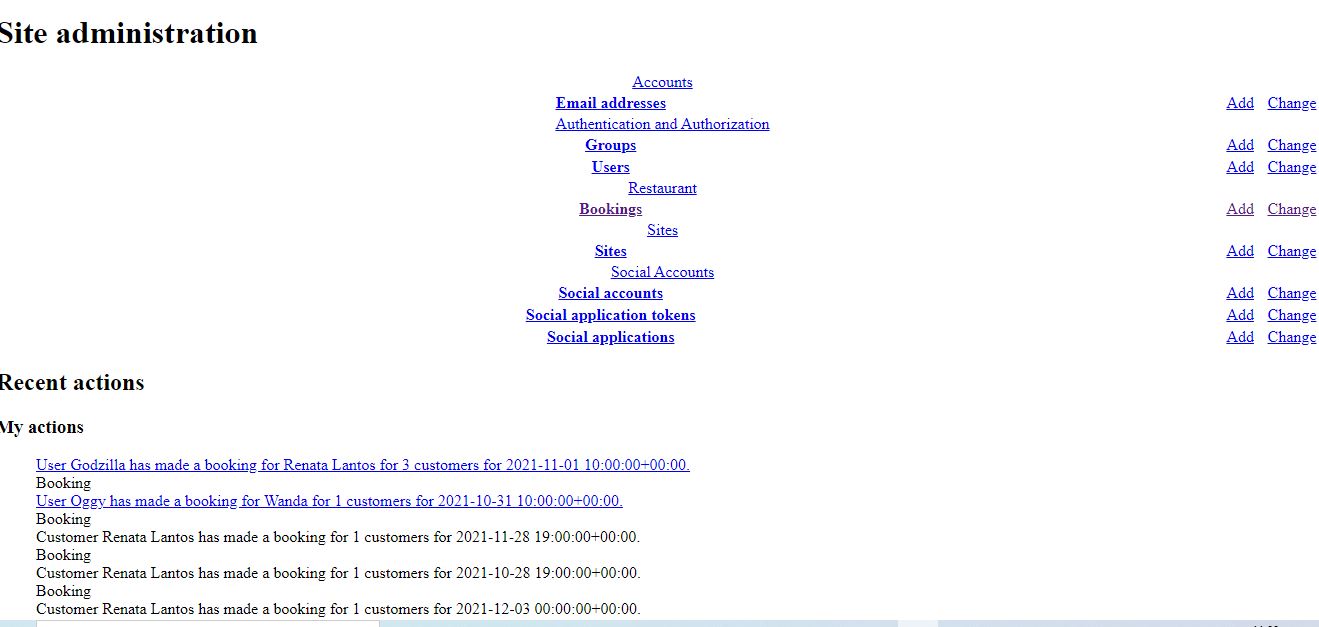 Site administration
Accounts
Email addresses Add Change
Authentication and Authorization
Groups Add Change
Users Add Change
Restaurant
Bookings Add Change
Sites
Sites Add Change
Social Accounts
Social accounts Add Change
Social application tokens Add Change
Social applications Add Change
Recent actions
My actions
User Godzilla has made a booking for Renata Lantos for 3 customers for 2021-11-01 10:00:00+00:00.
Booking
User Oggy has made a booking for Wanda for 1 customers for 2021-10-31 10:00:00+00:00.
Booking
Customer Renata Lantos has made a booking for 1 customers for 2021-11-28 19:00:00+00:00.
Booking
Customer Renata Lantos has made a booking for 1 customers for 2021-10-28 19:00:00+00:00.
Booking
Customer Renata Lantos has made a booking for 1 customers for 2021-12-03 00:00:00+00:00.